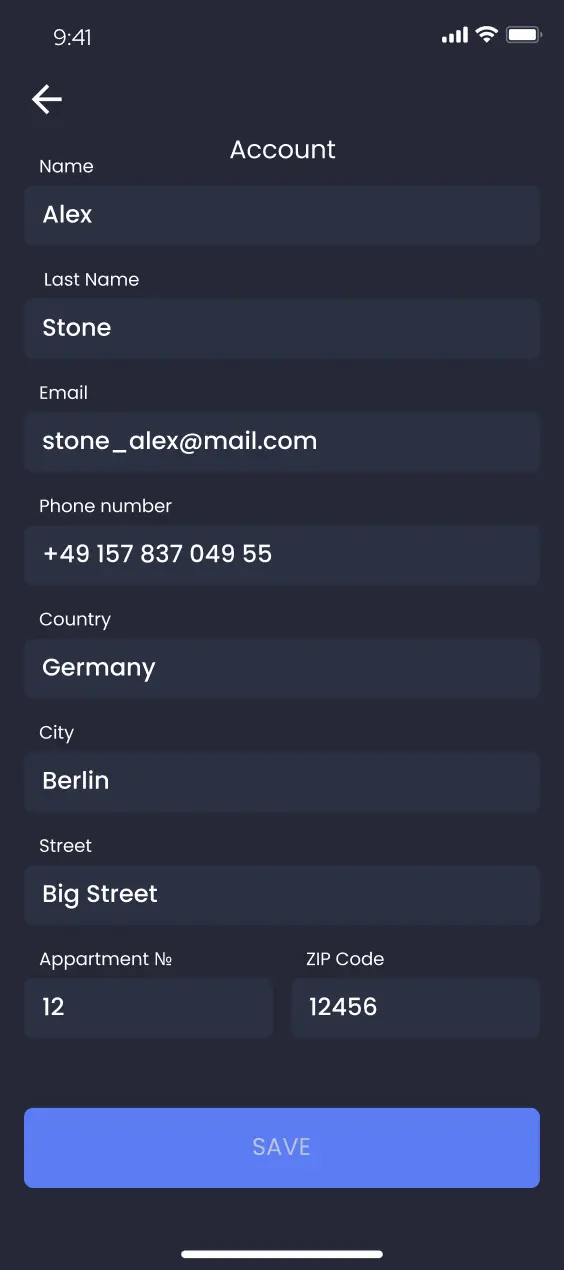 9:41
Account
Name
Alex
Last Name
Stone
Email
stone_alex@mail.com
Phone number
+49 157 837 049 55
Country
Germany
City
Berlin
Street
Big Street
Appartment №
12
ZIP Code
12456
SAVE